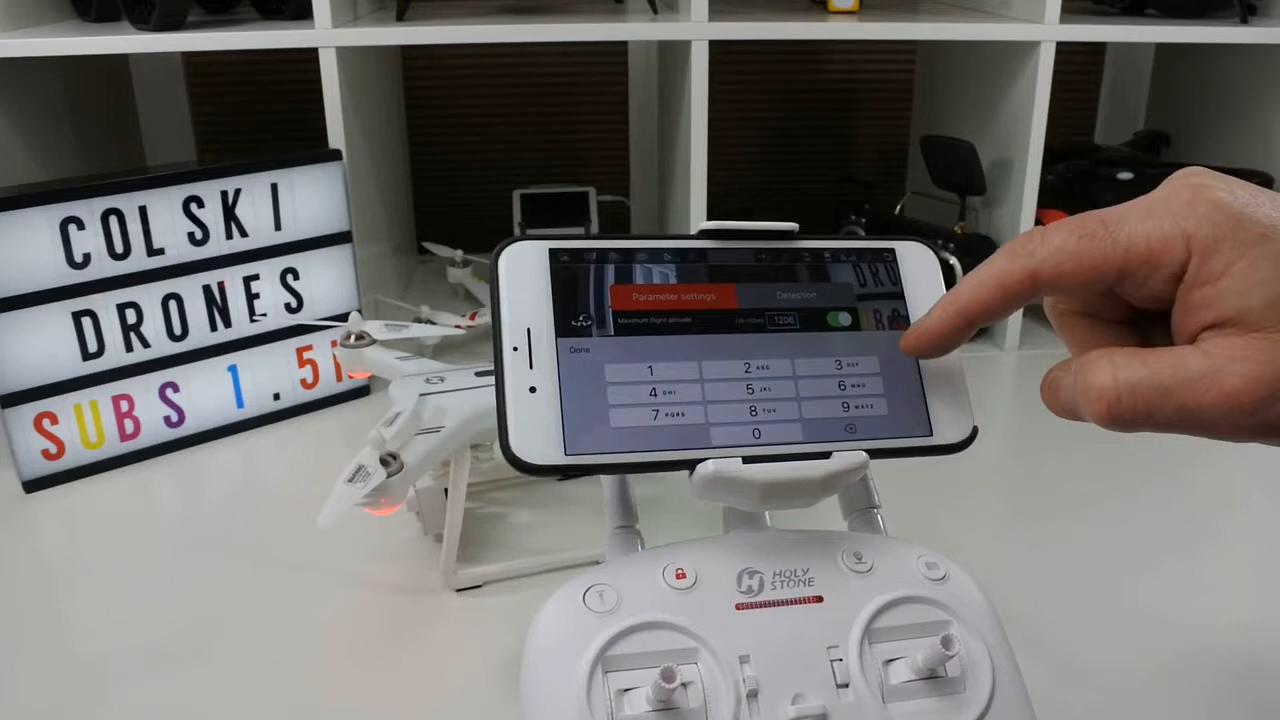 COLSKI
DRONES
SUBS 1.5
Parameter settings
Detection
Maximum flight altitude
Done
1
2 ABC
3 DEF
4 GHI
5 JKL
6 MNO
7 PQRS
8 TUV
9 WXYZ
0
HOLY
STONE